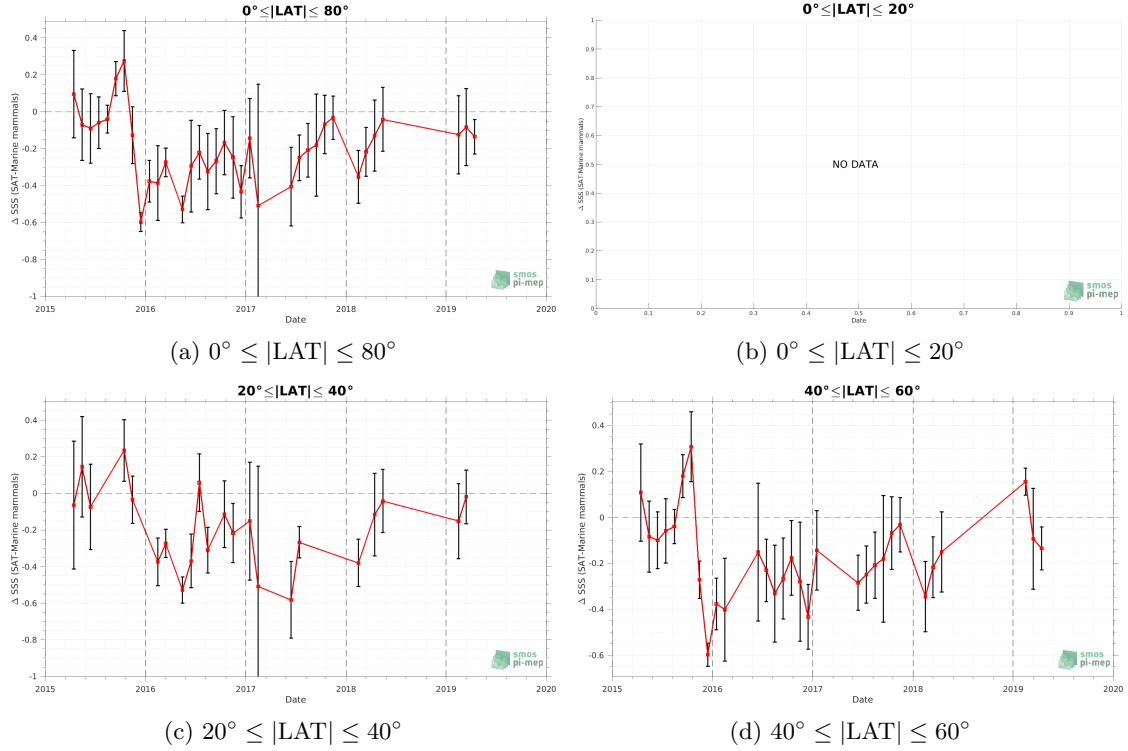 0°≤|LAT|≤ 80°
Δ SSS (SAT-Marine mammals)
0.4
0.2
0
-0.2
-0.4
-0.6
-0.8
-1
2015 2016 2017 2018 2019 2020
Date
smos
pi-mep
(a) 0° ≤ |LAT| ≤ 80°
0°≤|LAT|≤ 20°
Δ SSS (SAT-Marine mammals)
1
0.9
0.8
0.7
0.6
0.5
0.4
0.3
0.2
0.1
0
NO DATA
0 0.1 0.2 0.3 0.4 0.5 0.6 0.7 0.8 0.9 1
Date
smos
pi-mep
(b) 0° ≤ |LAT| ≤ 20°
20°≤|LAT|≤ 40°
Δ SSS (SAT-Marine mammals)
0.4
0.2
0
-0.2
-0.4
-0.6
-0.8
-1
2015 2016 2017 2018 2019 2020
Date
smos
pi-mep
(c) 20° ≤ |LAT| ≤ 40°
40°≤|LAT|≤ 60°
Δ SSS (SAT-Marine mammals)
0.4
0.2
0
-0.2
-0.4
-0.6
2015 2016 2017 2018 2019 2020
Date
smos
pi-mep
(d) 40° ≤ |LAT| ≤ 60°